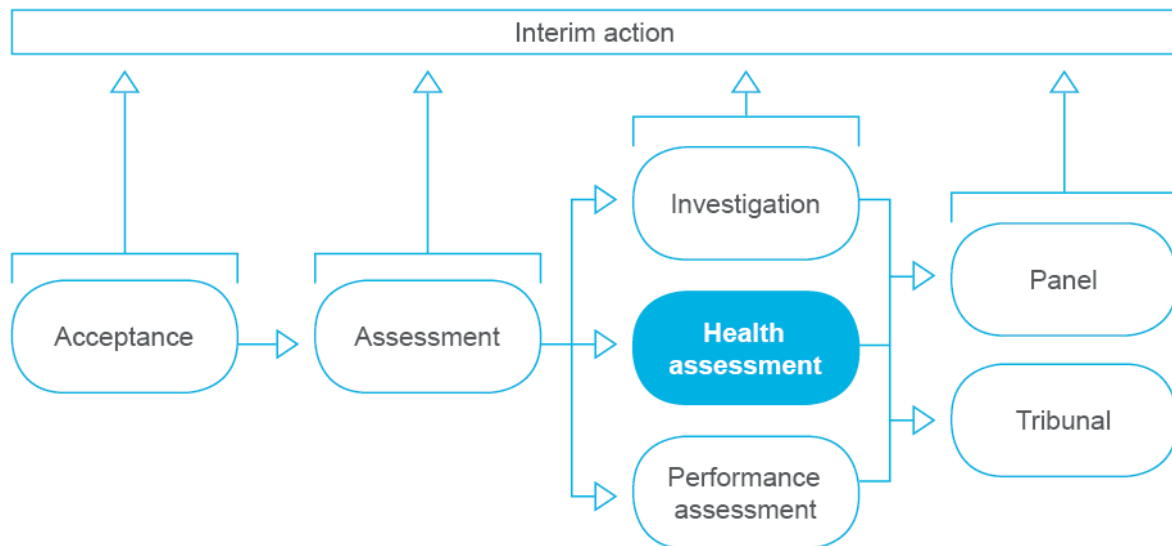 Interim action
Acceptance
Assessment
Investigation
Health
assessment
Performance
assessment
Panel
Tribunal